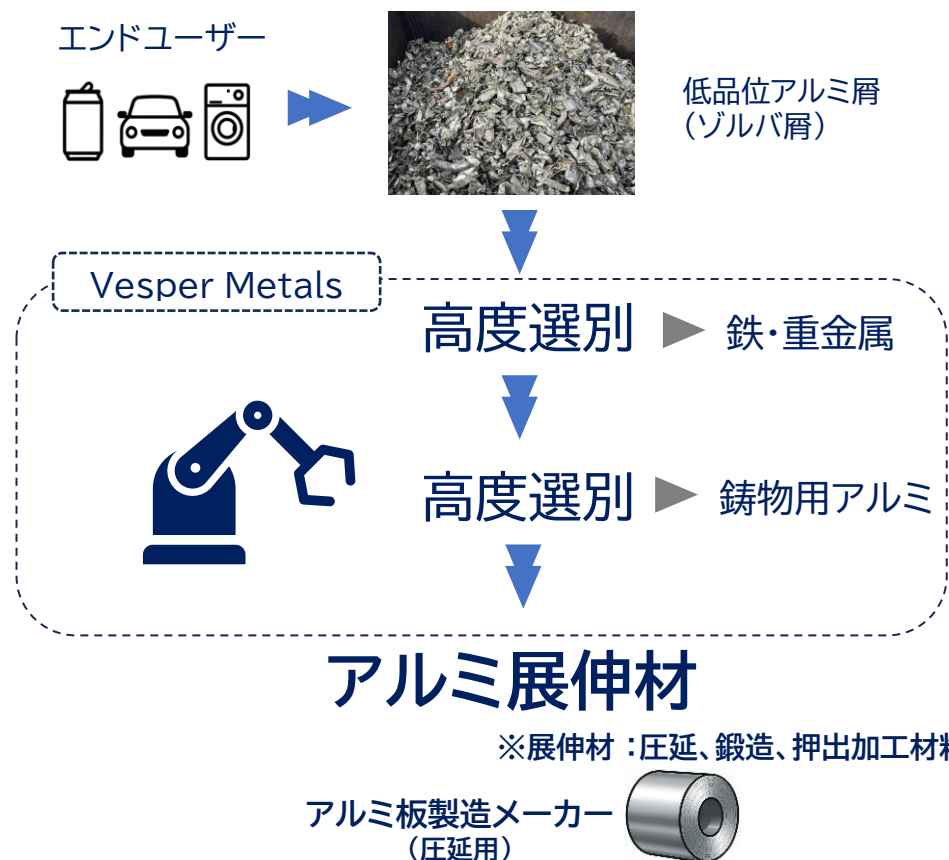 エンドユーザー
低品位アルミ屑
(ゾルバ屑)
Vesper Metals
高度選別
鉄・重金属
高度選別
鋳物用アルミ
アルミ展伸材
※展伸材：圧延、鍛造、押出加工材料
アルミ板製造メーカー
(圧延用)